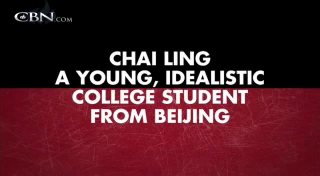 CBN.COM
CHAI LING
A YOUNG, IDEALISTIC
COLLEGE STUDENT
FROM BEIJING